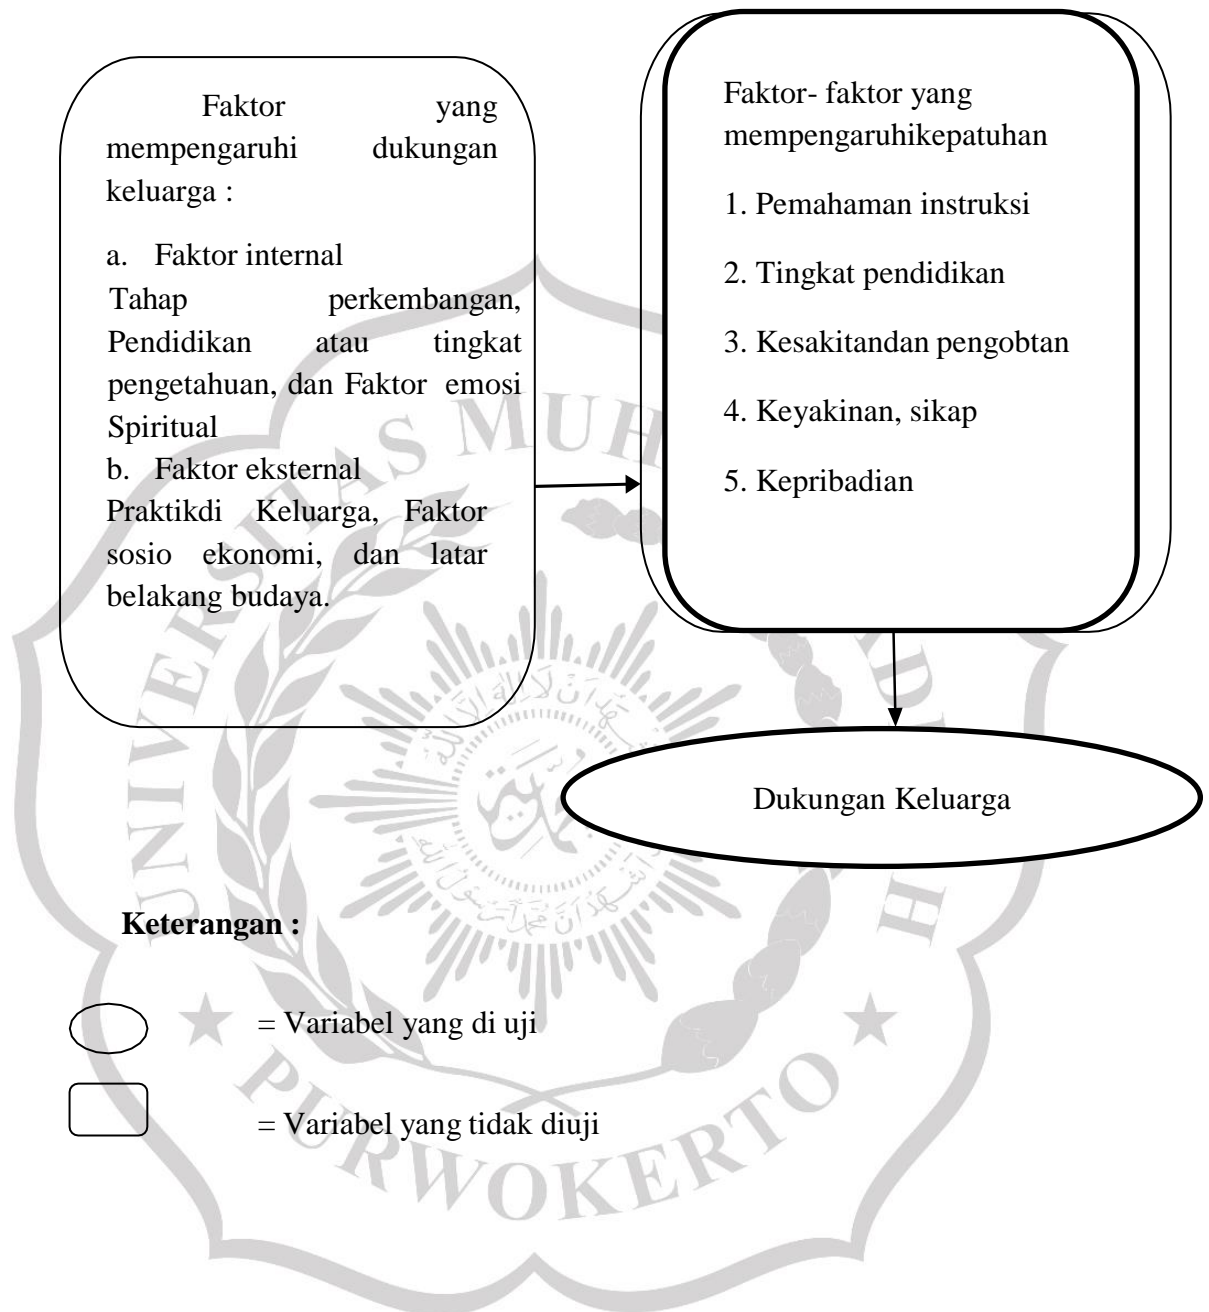 Faktor yang
mempengaruhi dukungan
keluarga :
a. Faktor internal
Tahap perkembangan,
Pendidikan atau tingkat
pengetahuan, dan Faktor emosi
Spiritual
b. Faktor eksternal
Praktikdi Keluarga, Faktor
sosio ekonomi, dan latar
belakang budaya.
Faktor- faktor yang
mempengaruhikepatuhan
1. Pemahaman instruksi
2. Tingkat pendidikan
3. Kesakitandan pengobtan
4. Keyakinan, sikap
5. Kepribadian
Dukungan Keluarga
Keterangan :
= Variabel yang di uji
= Variabel yang tidak diuji
PURWOKERTO